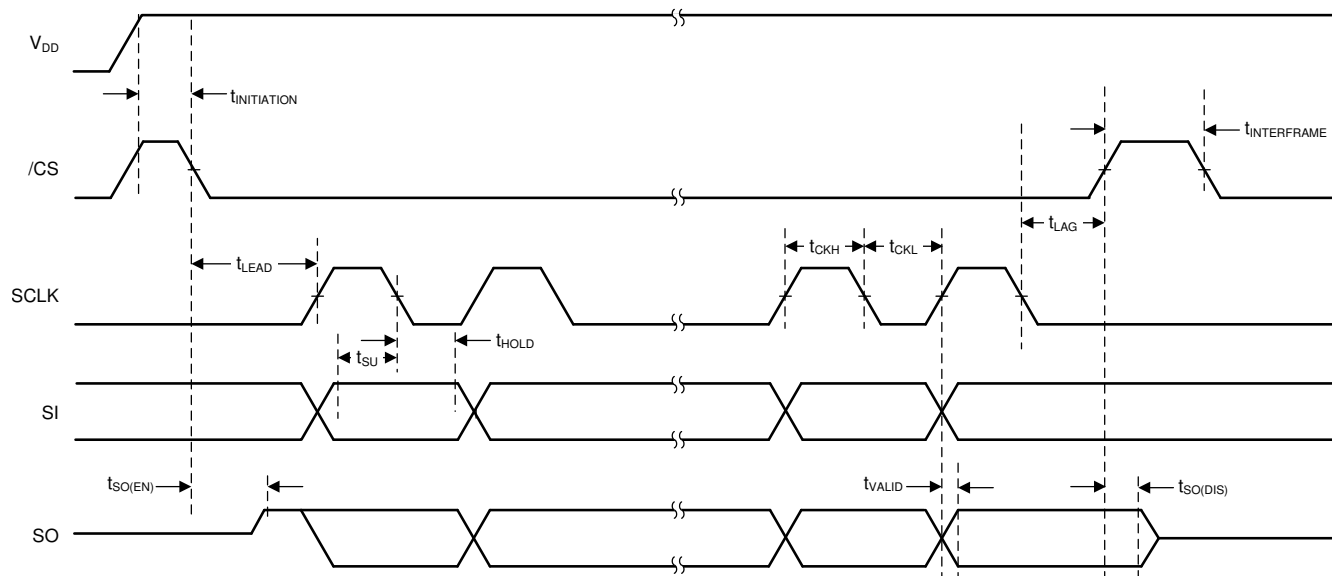 VDD
tINITIATION
/CS
tINTERFRAME
tLAG
tLEAD
tCKH
tCKL
SCLK
tSU
tHOLD
SI
tSO(EN)
tVALID
tSO(DIS)
SO